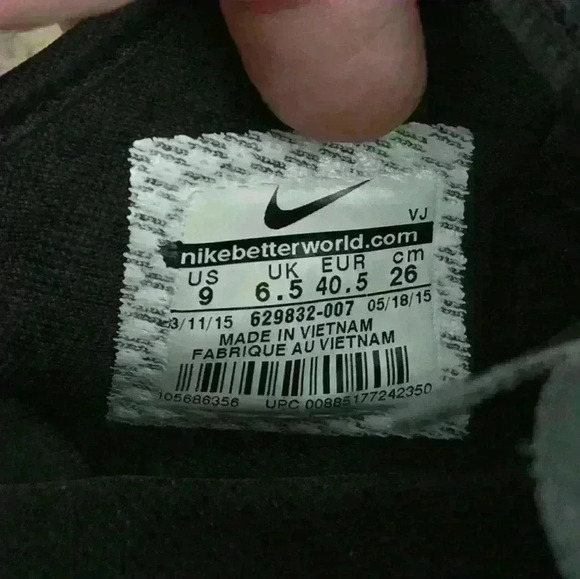 VJ
nikebetterworld.com
US UK EUR cm
9 6.5 40.5 26
3/11/15 629832-007 05/18/15
MADE IN VIETNAM
FABRIQUE AU VIETNAM
105686356 UPC 00885177242350